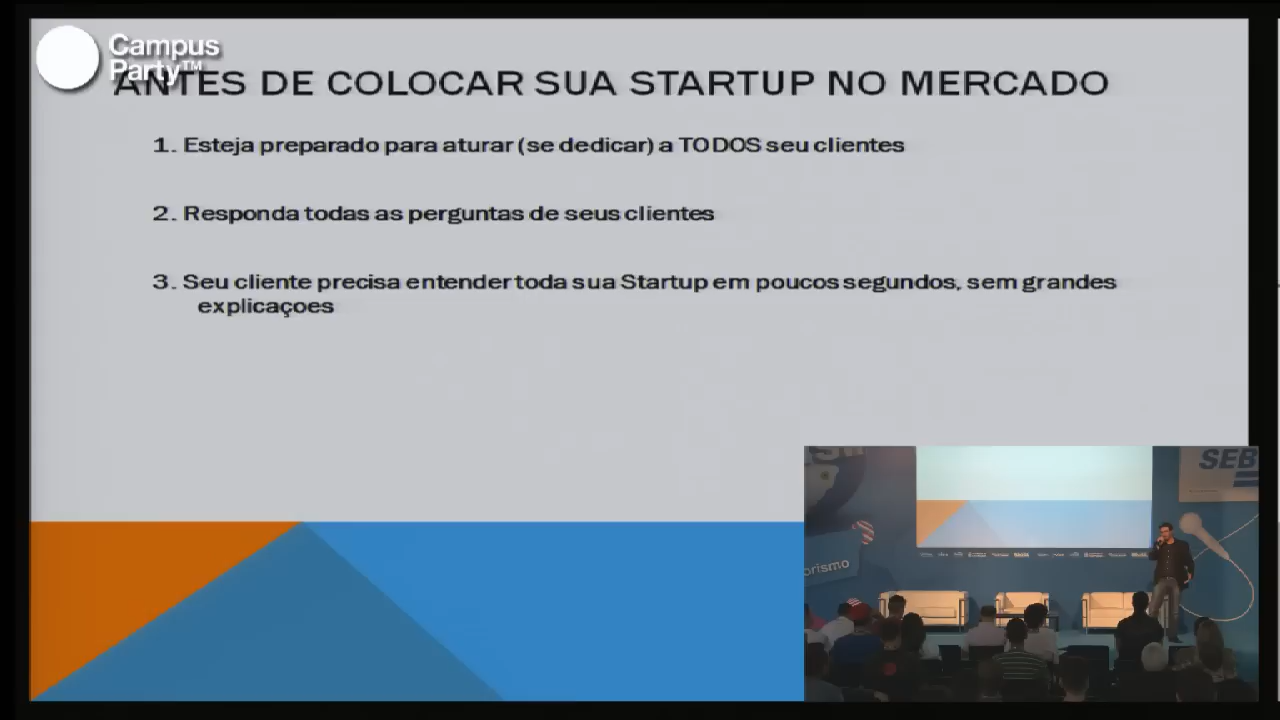 Campus
Party™
ANTES DE COLOCAR SUA STARTUP NO MERCADO
1. Esteja preparado para aturar (se dedicar) a TODOS seu clientes
2. Responda todas as perguntas de seus clientes
3. Seu cliente precisa entender toda sua Startup em poucos segundos, sem grandes
explicaçoes
SEB
orismo